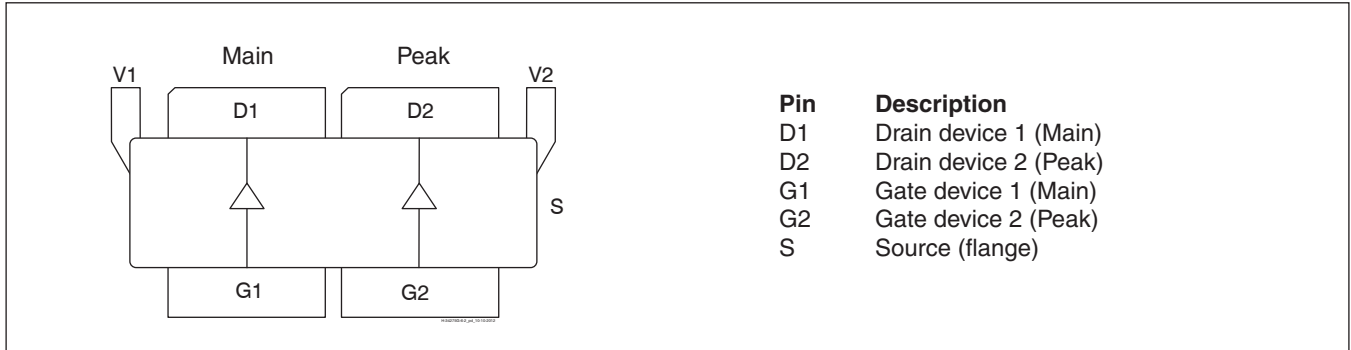 Main Peak
V1 V2
D1 D2
S
G1 G2
Pin Description
D1 Drain device 1 (Main)
D2 Drain device 2 (Peak)
G1 Gate device 1 (Main)
G2 Gate device 2 (Peak)
S Source (flange)